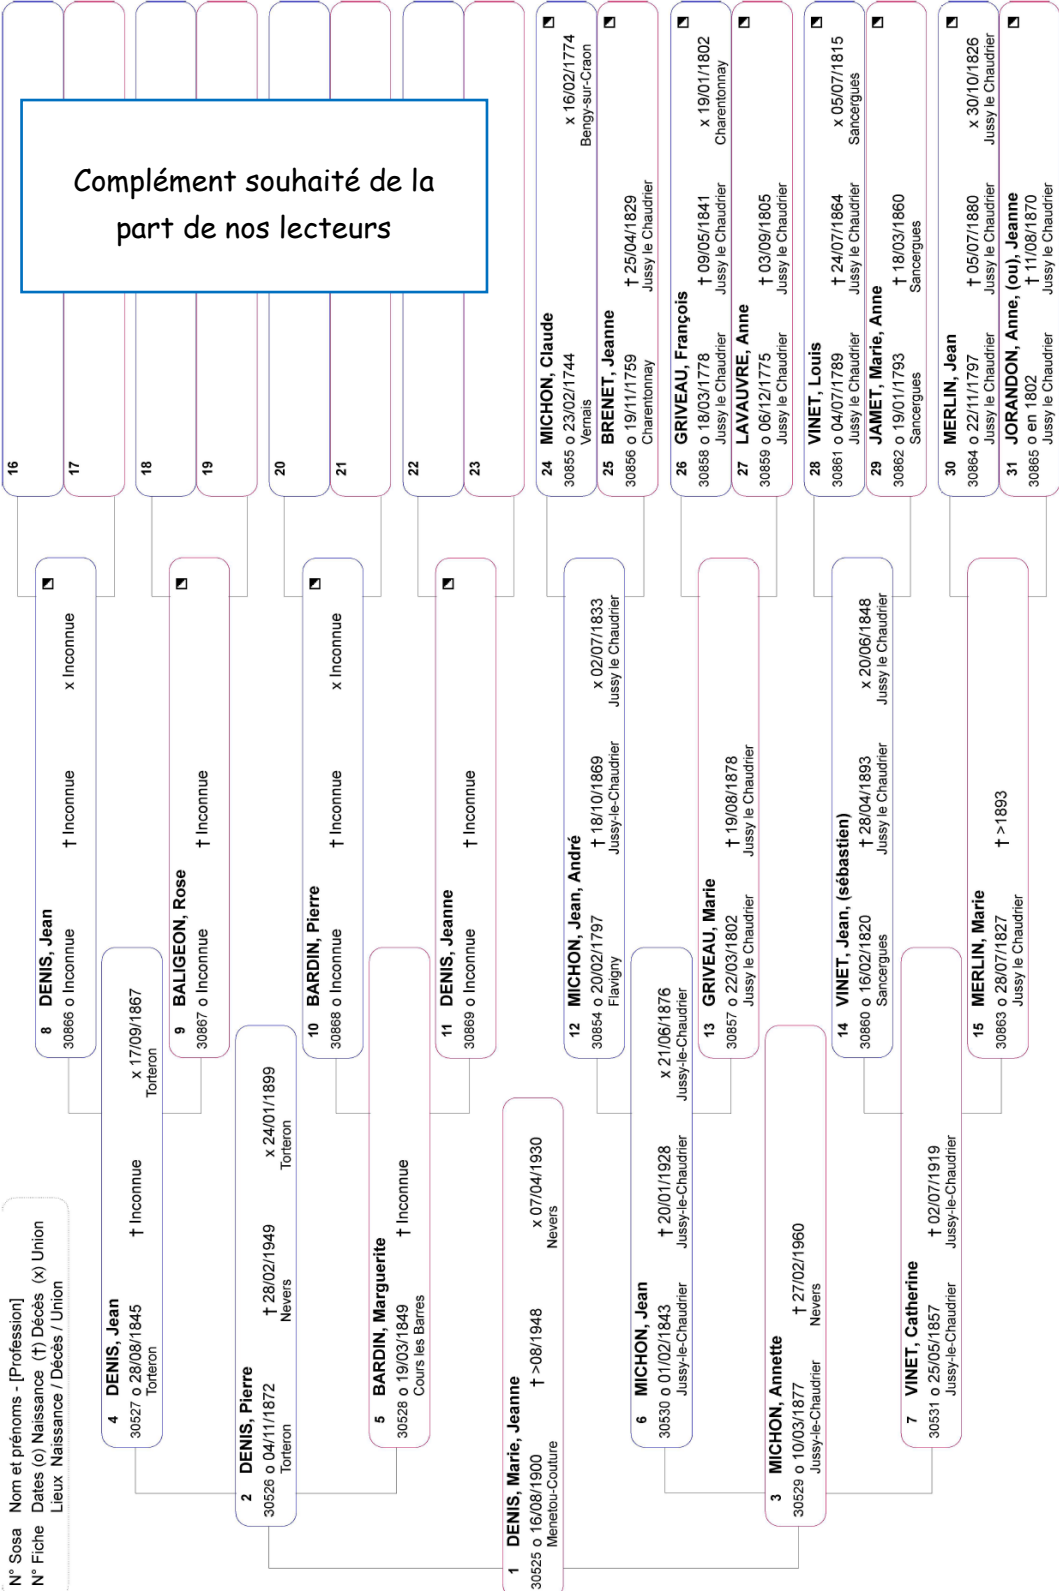 N° Sosa Nom et prénoms - [Profession]
N° Fiche Dates (o) Naissance (†) Décès (x) Union
Lieux Naissance / Décès / Union
1 DENIS, Marie, Jeanne
30525 o 16/08/1900 † >08/1948 x 07/04/1930
Menetou-Couture Nevers
2 DENIS, Pierre
30526 o 04/11/1872 † 28/02/1949 x 24/01/1899
Torteron Nevers Torteron
3 MICHON, Annette
30529 o 10/03/1877 † 27/02/1960
Jussy-le-Chaudrier Nevers
4 DENIS, Jean
30527 o 28/08/1845 † Inconnue x 17/09/1867
Torteron Torteron
5 BARDIN, Marguerite
30528 o 19/03/1849 † Inconnue
Cours les Barres
6 MICHON, Jean
30530 o 01/02/1843 † 20/01/1928 x 21/06/1876
Jussy-le-Chaudrier Jussy-le-Chaudrier Jussy-le-Chaudrier
7 VINET, Catherine
30531 o 25/05/1857 † 02/07/1919
Jussy-le-Chaudrier Jussy-le-Chaudrier
8 DENIS, Jean
30866 o Inconnue † Inconnue x Inconnue
9 BALIGEON, Rose
30867 o Inconnue † Inconnue
10 BARDIN, Pierre
30868 o Inconnue † Inconnue x Inconnue
11 DENIS, Jeanne
30869 o Inconnue † Inconnue
12 MICHON, Jean, André
30854 o 20/02/1797 † 18/10/1869 x 02/07/1833
Flavigny Jussy-le-Chaudrier Jussy le Chaudrier
13 GRIVEAU, Marie
30857 o 22/03/1802 † 19/08/1878
Jussy le Chaudrier Jussy le Chaudrier
14 VINET, Jean, (sébastien)
30860 o 16/02/1820 † 28/04/1893 x 20/06/1848
Sancergues Jussy le Chaudrier Jussy le Chaudrier
15 MERLIN, Marie
30863 o 28/07/1827 † >1893
Jussy le Chaudrier
16
17
18
19
20
21
22
23
Complément souhaité de la
part de nos lecteurs
24 MICHON, Claude
30855 o 23/02/1744 x 16/02/1774
Vernais Bengy-sur-Craon
25 BRENET, Jeanne
30856 o 19/11/1759 † 25/04/1829
Charentonnay Jussy le Chaudrier
26 GRIVEAU, François
30858 o 18/03/1778 † 09/05/1841 x 19/01/1802
Jussy le Chaudrier Jussy le Chaudrier Charentonnay
27 LAVAUVRE, Anne
30859 o 06/12/1775 † 03/09/1805
Jussy le Chaudrier Jussy le Chaudrier
28 VINET, Louis
30861 o 04/07/1789 † 24/07/1864 x 05/07/1815
Jussy le Chaudrier Jussy le Chaudrier Sancergues
29 JAMET, Marie, Anne
30862 o 19/01/1793 † 18/03/1860
Sancergues Sancergues
30 MERLIN, Jean
30864 o 22/11/1797 † 05/07/1880 x 30/10/1826
Jussy le Chaudrier Jussy le Chaudrier Jussy le Chaudrier
31 JORANDON, Anne, (ou), Jeanne
30865 o en 1802 † 11/08/1870
Jussy le Chaudrier Jussy le Chaudrier